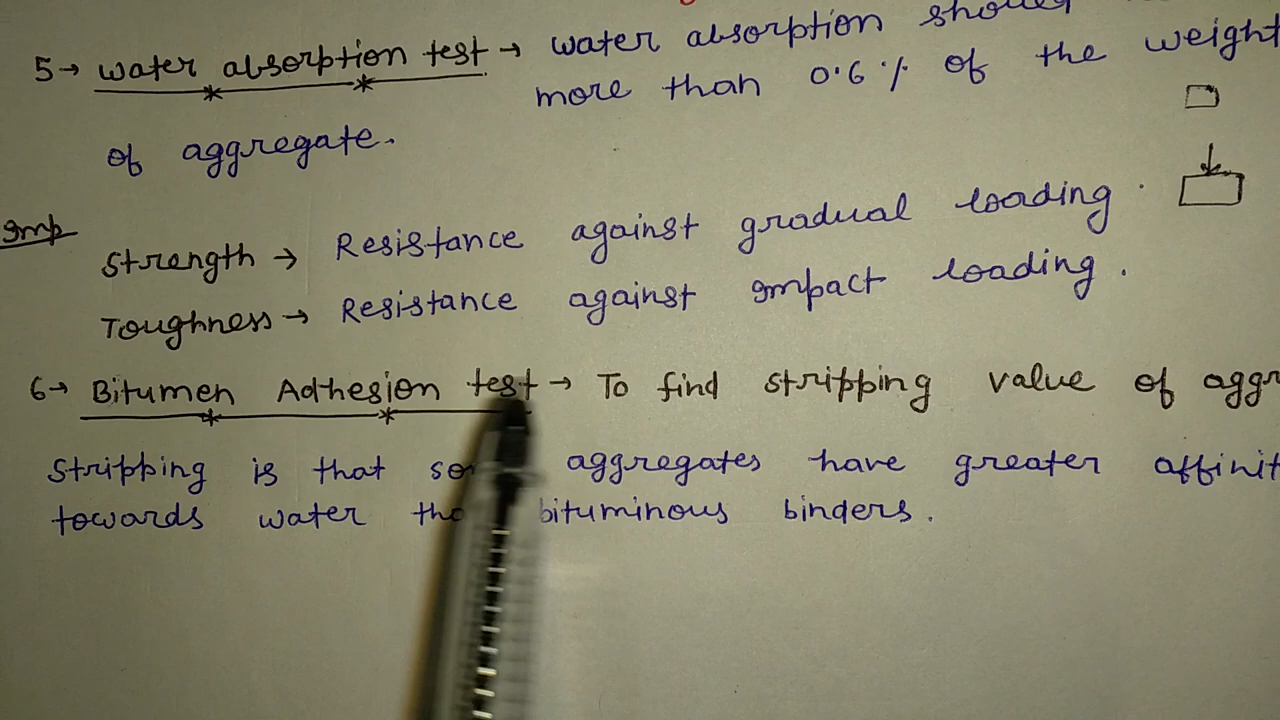 5→ water absorption test → water absorption
more than 0.6 % of the weight
of aggregate.
Imp
Strength → Resistance against gradual loading.
Toughness → Resistance against Impact loading.
6→ Bitumen Adhesion test → To find stripping value of
Stripping is that aggregates have greater
towards water bituminous binders.